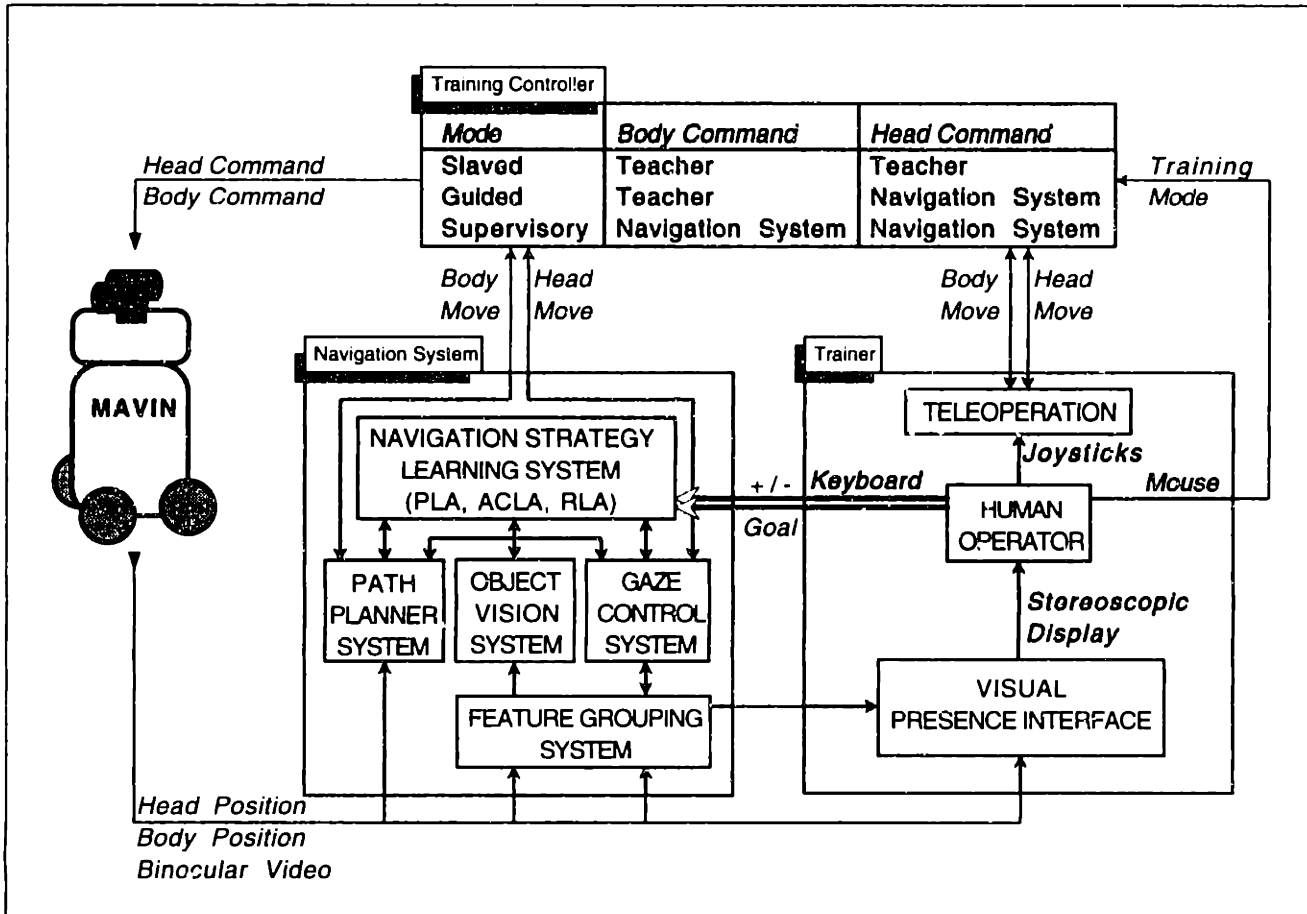 Training Controller
Mode Body Command Head Command
Slaved Teacher Teacher
Guided Teacher Navigation System
Supervisory Navigation System Navigation System
Head Command
Body Command
Training
Mode
Body Head
Move Move
Body Head
Move Move
MAVIN
Navigation System
NAVIGATION STRATEGY
LEARNING SYSTEM
(PLA, ACLA, RLA)
PATH
PLANNER
SYSTEM
OBJECT
VISION
SYSTEM
GAZE
CONTROL
SYSTEM
FEATURE GROUPING
SYSTEM
+ / - Keyboard
Goal
Trainer
TELEOPERATION
Joysticks
HUMAN
OPERATOR
Mouse
Stereoscopic
Display
VISUAL
PRESENCE INTERFACE
Head Position
Body Position
Binocular Video